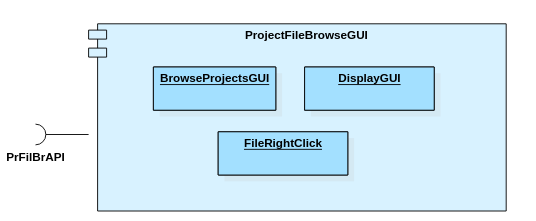 ProjectFileBrowseGUI
BrowseProjectsGUI
DisplayGUI
FileRightClick
PrFilBrAPI